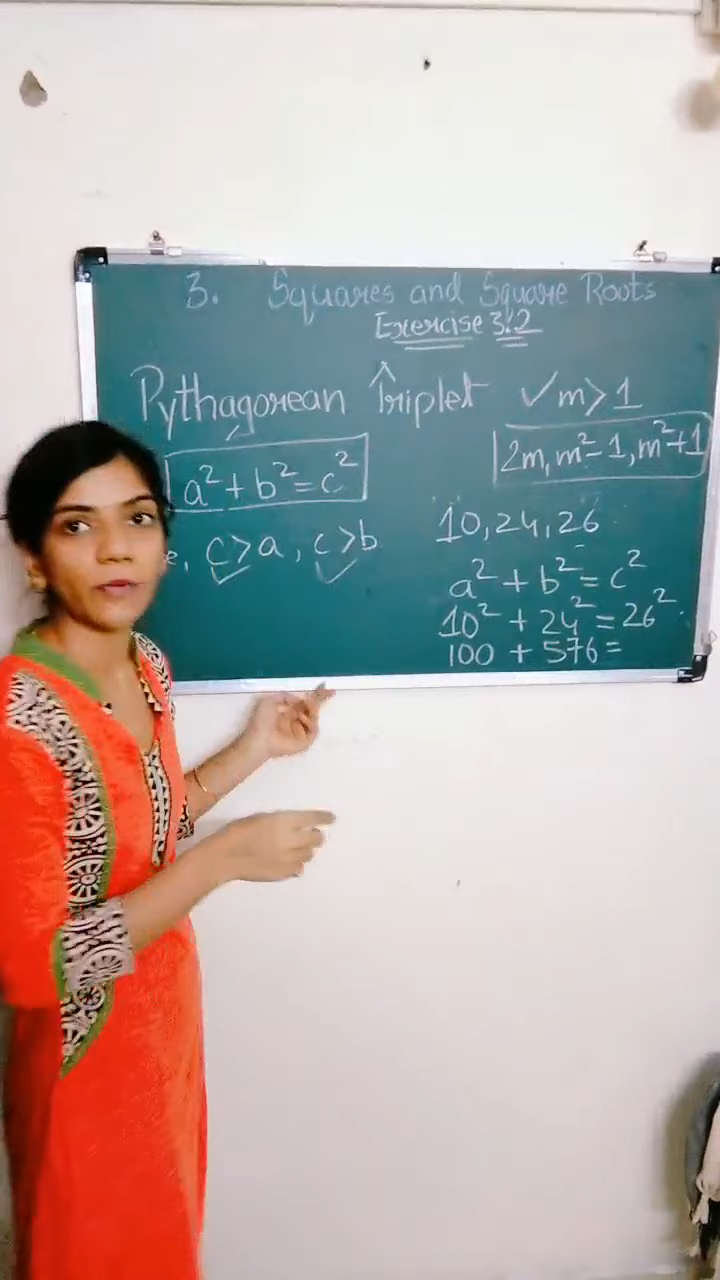 3. Squares and Square Roots
Exercise 3.2
Pythagorean Triplet ✓m>1
a²+b²=c²
2m, m²-1, m²+1
e, c>a, c>b
10, 24, 26
a²+b²=c²
10²+24²=26².
100+576=